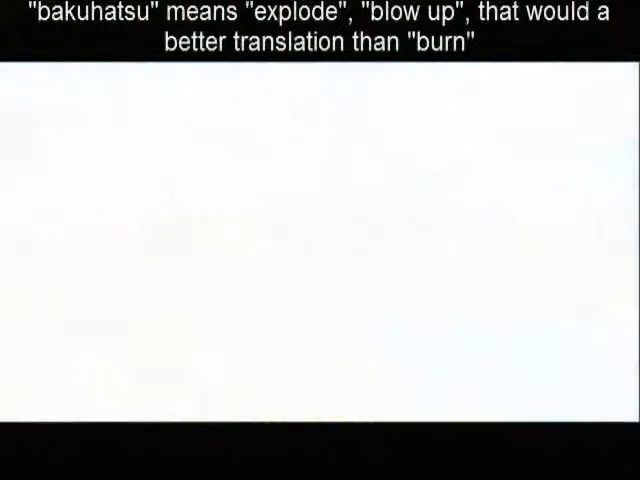 "bakuhatsu" means "explode", "blow up", that would a
better translation than "burn"